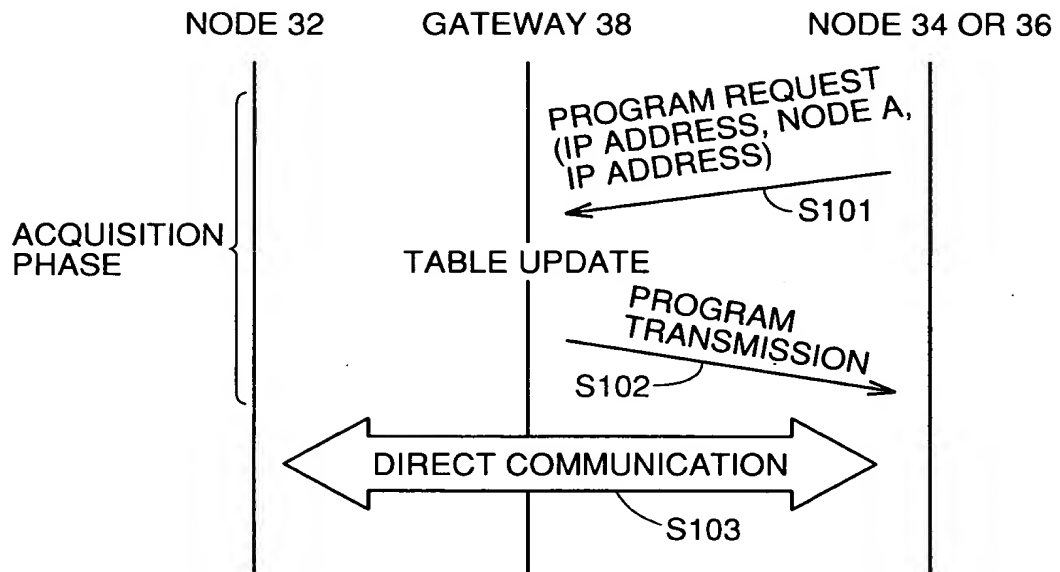 NODE 32
GATEWAY 38
NODE 34 OR 36
PROGRAM REQUEST
(IP ADDRESS, NODE A,
IP ADDRESS)
S101
ACQUISITION
PHASE
TABLE UPDATE
PROGRAM
TRANSMISSION
S102
DIRECT COMMUNICATION
S103